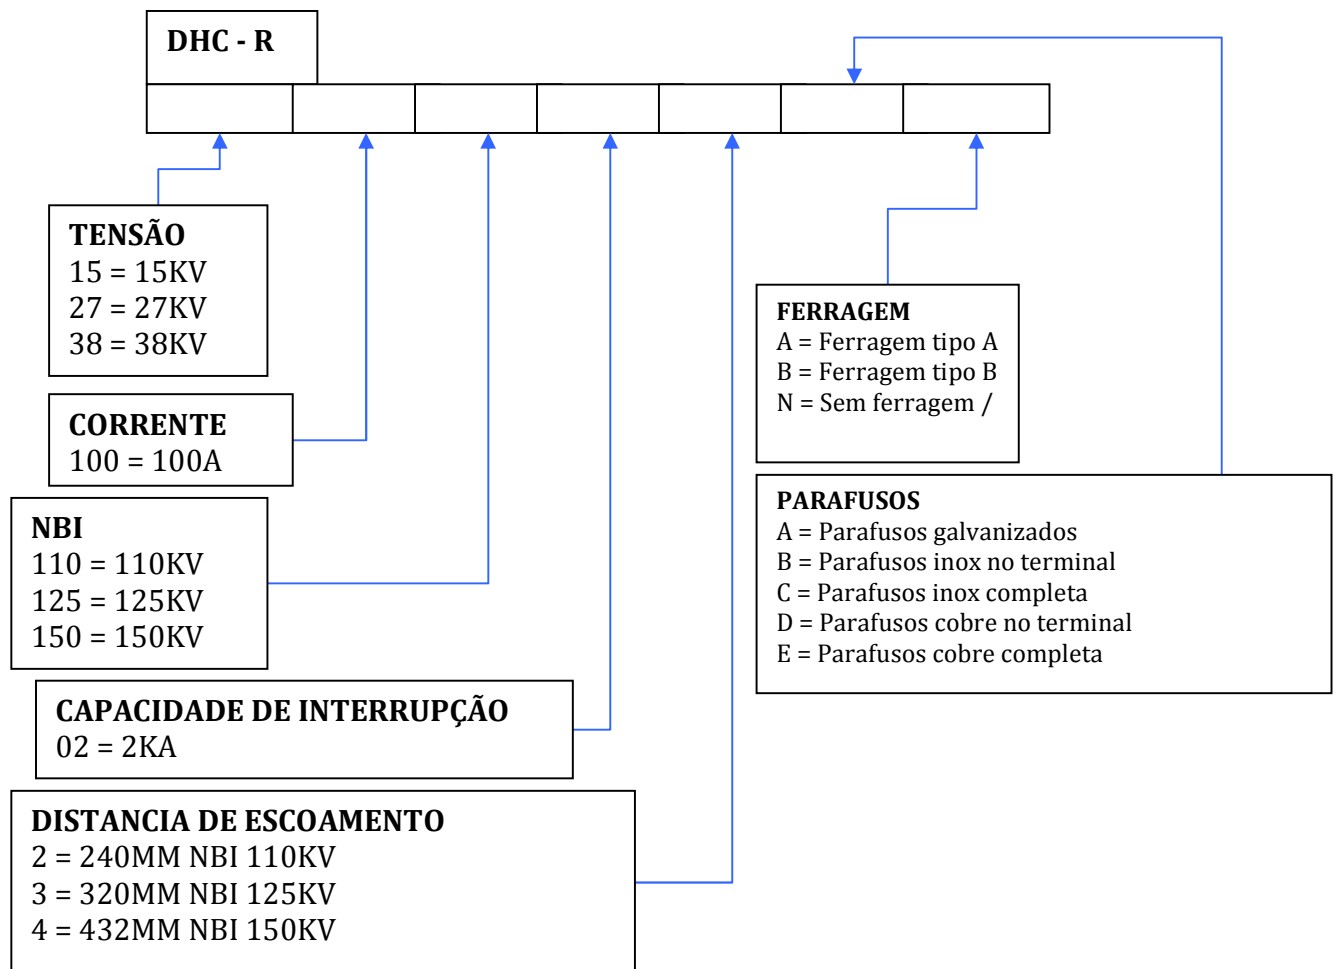 DHC - R
TENSÃO
15 = 15KV
27 = 27KV
38 = 38KV
CORRENTE
100 = 100A
NBI
110 = 110KV
125 = 125KV
150 = 150KV
CAPACIDADE DE INTERRUPÇÃO
02 = 2KA
DISTANCIA DE ESCOAMENTO
2 = 240MM NBI 110KV
3 = 320MM NBI 125KV
4 = 432MM NBI 150KV
FERRAGEM
A = Ferragem tipo A
B = Ferragem tipo B
N = Sem ferragem /
PARAFUSOS
A = Parafusos galvanizados
B = Parafusos inox no terminal
C = Parafusos inox completa
D = Parafusos cobre no terminal
E = Parafusos cobre completa